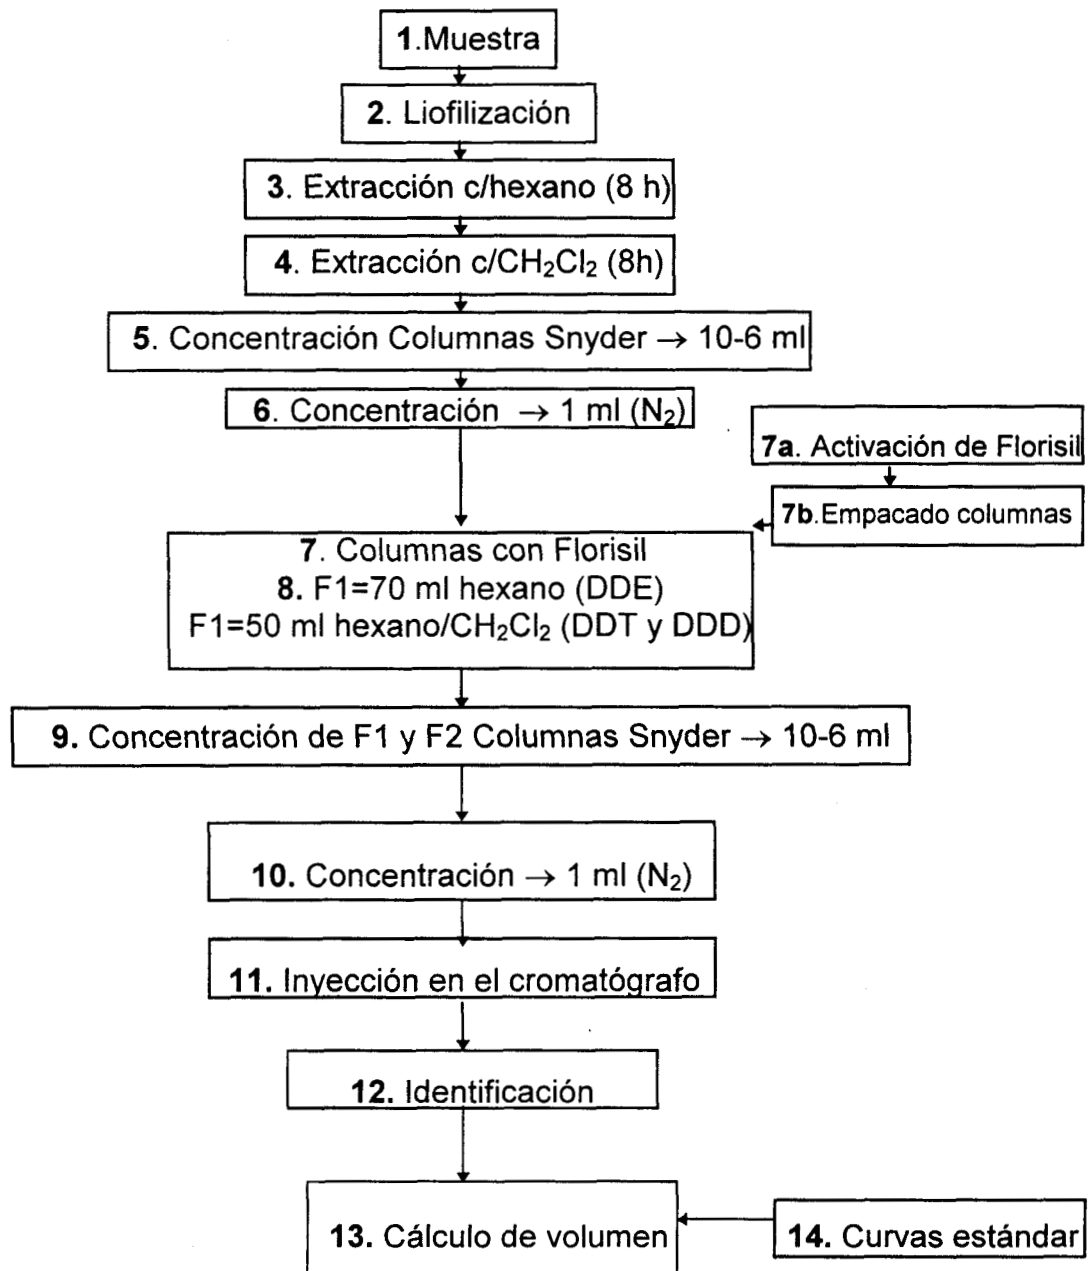 1.Muestra
2. Liofilización
3. Extracción c/hexano (8 h)
4. Extracción c/CH₂Cl₂ (8h)
5. Concentración Columnas Snyder → 10-6 ml
6. Concentración → 1 ml (N₂)
7a. Activación de Florisil
7b.Empacado columnas
7. Columnas con Florisil
8. F1=70 ml hexano (DDE)
F1=50 ml hexano/CH₂Cl₂ (DDT y DDD)
9. Concentración de F1 y F2 Columnas Snyder → 10-6 ml
10. Concentración → 1 ml (N₂)
11. Inyección en el cromatógrafo
12. Identificación
13. Cálculo de volumen
14. Curvas estándar